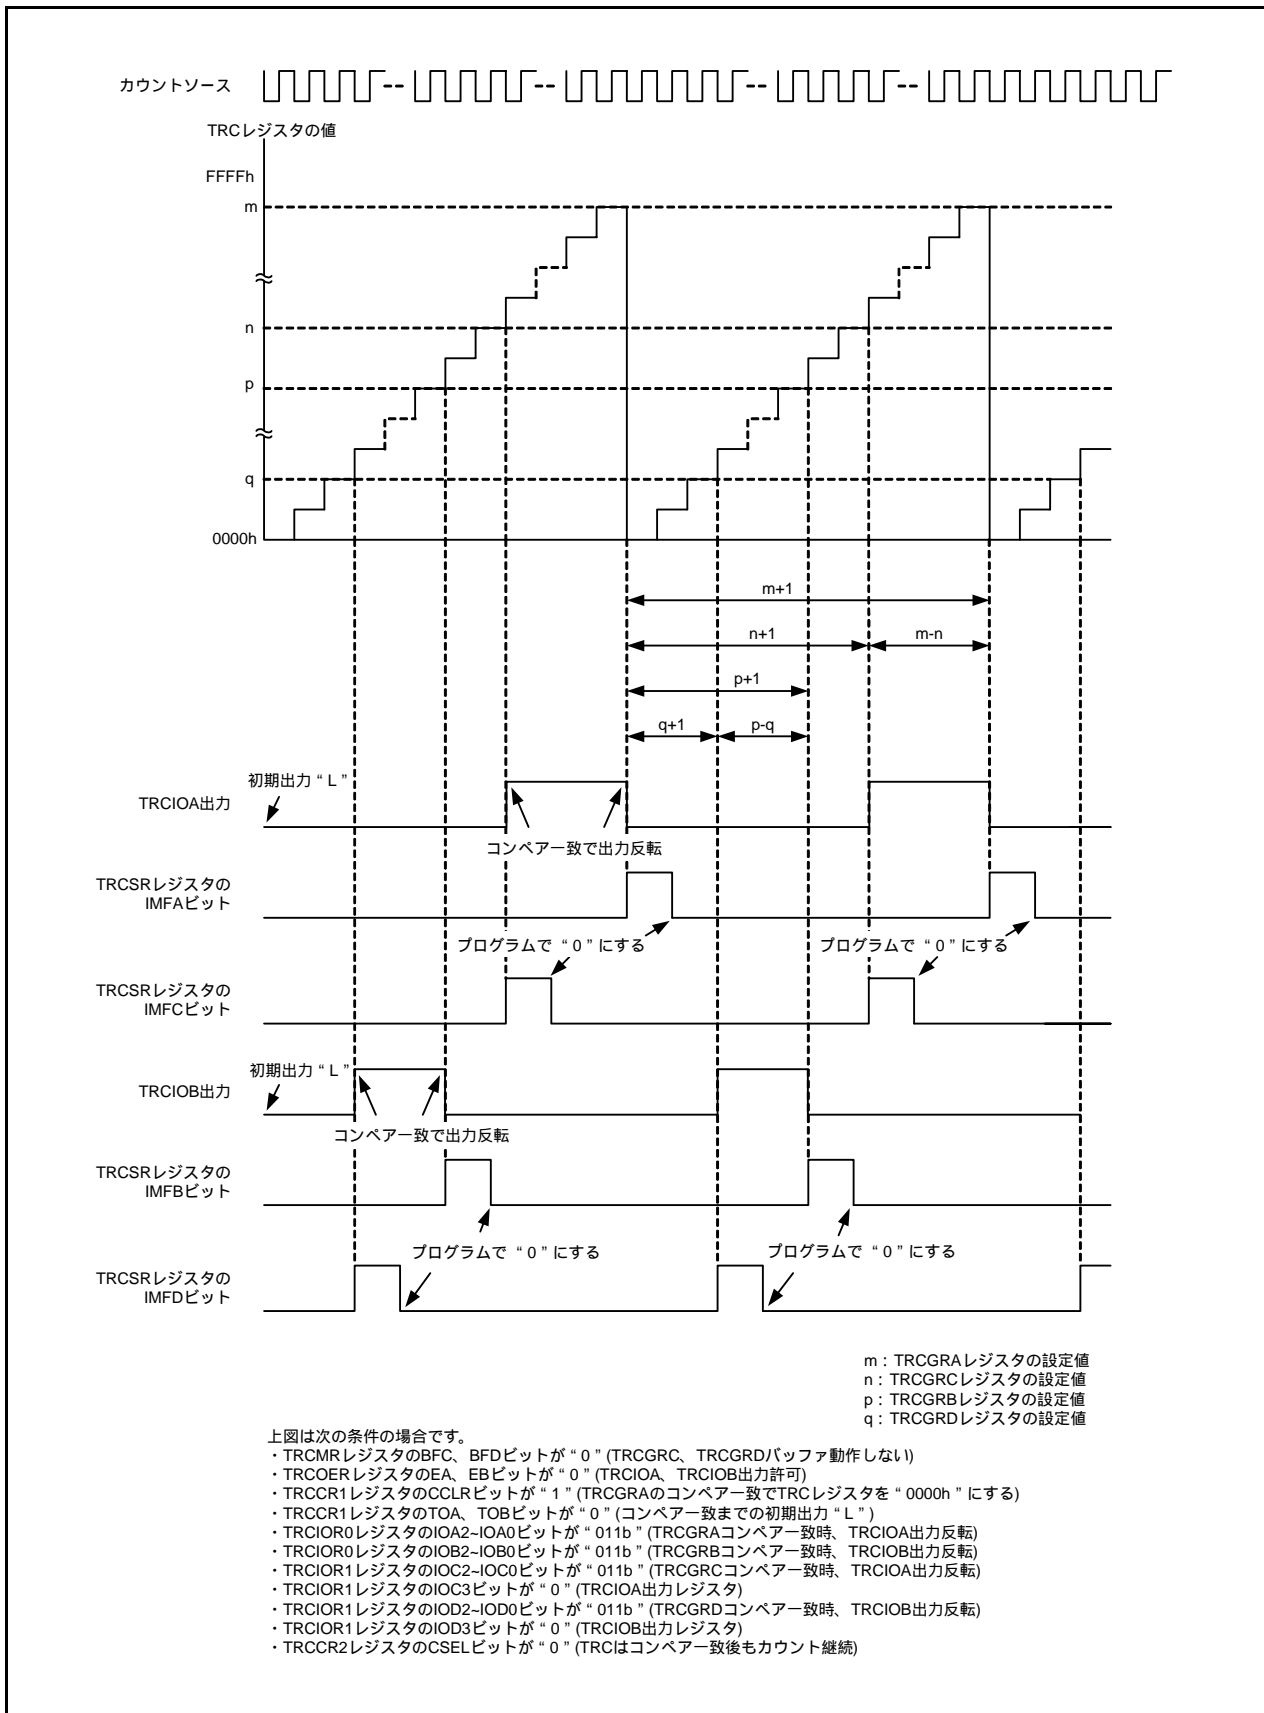 カウントソース
TRCレジスタの値
FFFFh
m
n
p
q
0000h
m+1
n+1
m-n
p+1
q+1
p-q
初期出力 “ L ”
TRCIOA出力
コンペア一致で出力反転
TRCSRレジスタの
IMFAビット
プログラムで “ 0 ” にする
プログラムで “ 0 ” にする
TRCSRレジスタの
IMFCビット
初期出力 “ L ”
TRCIOB出力
コンペア一致で出力反転
TRCSRレジスタの
IMFBビット
プログラムで “ 0 ” にする
プログラムで “ 0 ” にする
TRCSRレジスタの
IMFDビット
m : TRCGRAレジスタの設定値
n : TRCGRCレジスタの設定値
p : TRCGRBレジスタの設定値
q : TRCGRDレジスタの設定値
上図は次の条件の場合です。
・TRCMRレジスタのBFC、BFDビットが “ 0 ” (TRCGRC、TRCGRDバッファ動作しない)
・TRCOERレジスタのEA、EBビットが “ 0 ” (TRCIOA、TRCIOB出力許可)
・TRCCR1レジスタのCCLRビットが “ 1 ” (TRCGRAのコンペア一致でTRCレジスタを “ 0000h ” にする)
・TRCCR1レジスタのTOA、TOBビットが “ 0 ” (コンペア一致までの初期出力 “ L ” )
・TRCIOR0レジスタのIOA2~IOA0ビットが “ 011b ” (TRCGRAコンペア一致時、TRCIOA出力反転)
・TRCIOR0レジスタのIOB2~IOB0ビットが “ 011b ” (TRCGRBコンペア一致時、TRCIOB出力反転)
・TRCIOR1レジスタのIOC2~IOC0ビットが “ 011b ” (TRCGRCコンペア一致時、TRCIOA出力反転)
・TRCIOR1レジスタのIOC3ビットが “ 0 ” (TRCIOA出力レジスタ)
・TRCIOR1レジスタのIOD2~IOD0ビットが “ 011b ” (TRCGRDコンペア一致時、TRCIOB出力反転)
・TRCIOR1レジスタのIOD3ビットが “ 0 ” (TRCIOB出力レジスタ)
・TRCCR2レジスタのCSELビットが “ 0 ” (TRCはコンペア一致後もカウント継続)